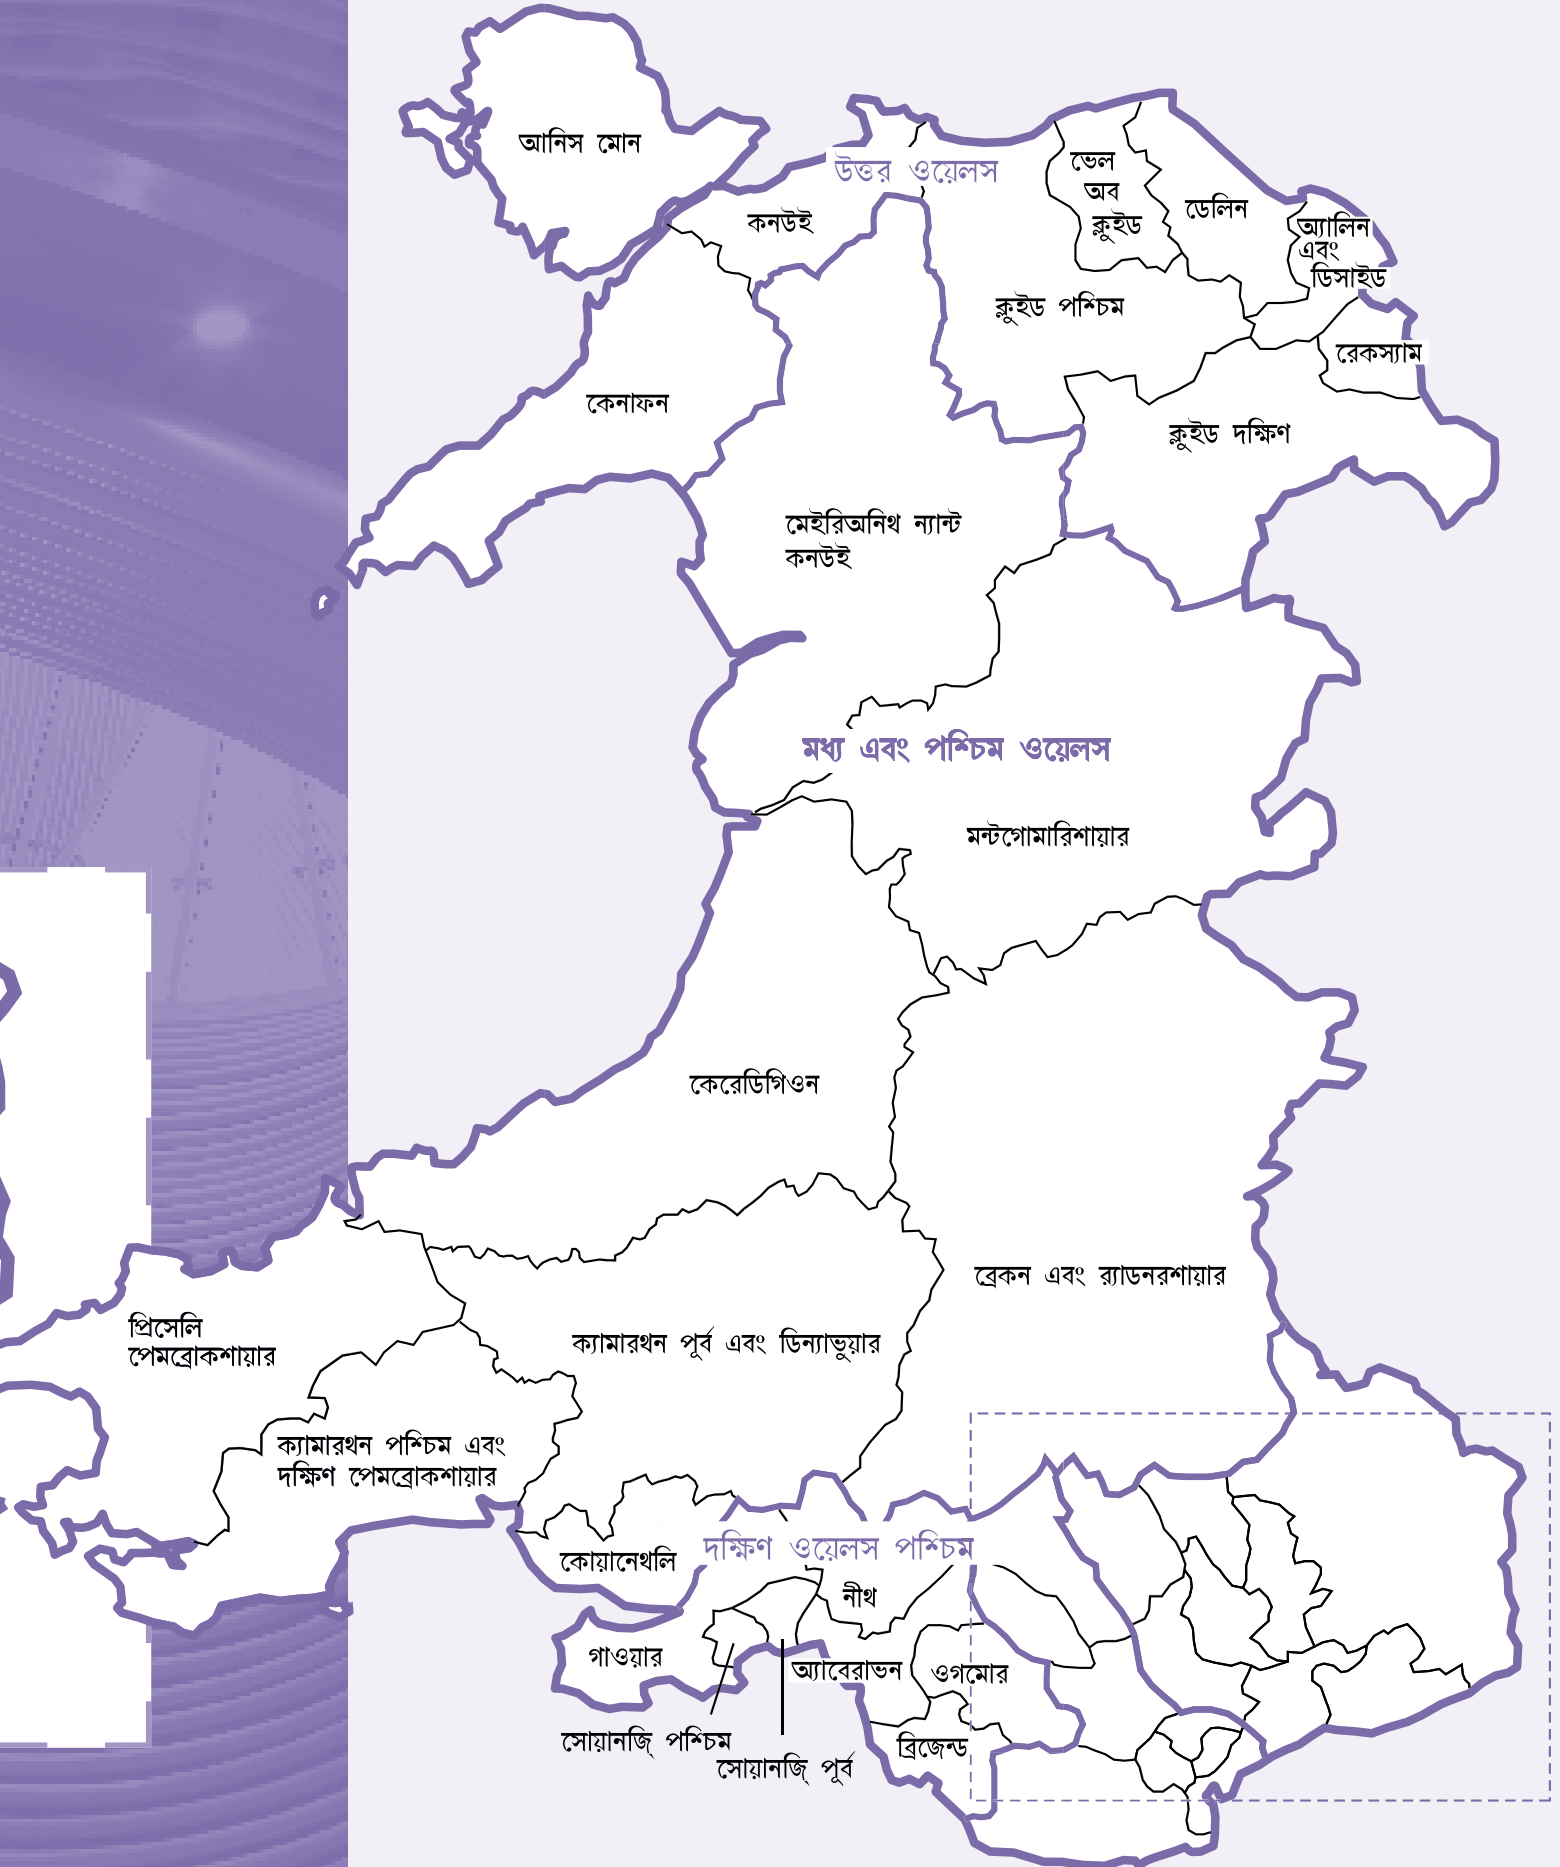 আনিস মোন
উত্তর ওয়েলস
কনউই
ভেল
অব
ক্লুইড
ডেলিন
অ্যালিন
এবং
ডিসাইড
ক্লুইড পশ্চিম
রেকস্যাম
কেনাফন
ক্লুইড দক্ষিণ
মেইরিঅনিথ ন্যান্ট
কনউই
মধ্য এবং পশ্চিম ওয়েলস
মন্টগোমারিশায়ার
কেরেডিগিওন
ব্রেকন এবং র‍্যাডনরশায়ার
প্রিসেলি
পেমব্রোকশায়ার
ক্যামারথন পূর্ব এবং ডিন্যাভুয়ার
ক্যামারথন পশ্চিম এবং
দক্ষিণ পেমব্রোকশায়ার
দক্ষিণ ওয়েলস পশ্চিম
কোয়ানেথলি
নীথ
গাওয়ার
অ্যাবেরাভন
ওগমোর
সোয়ানজি্ পশ্চিম
সোয়ানজি্ পূর্ব
ব্রিজেন্ড